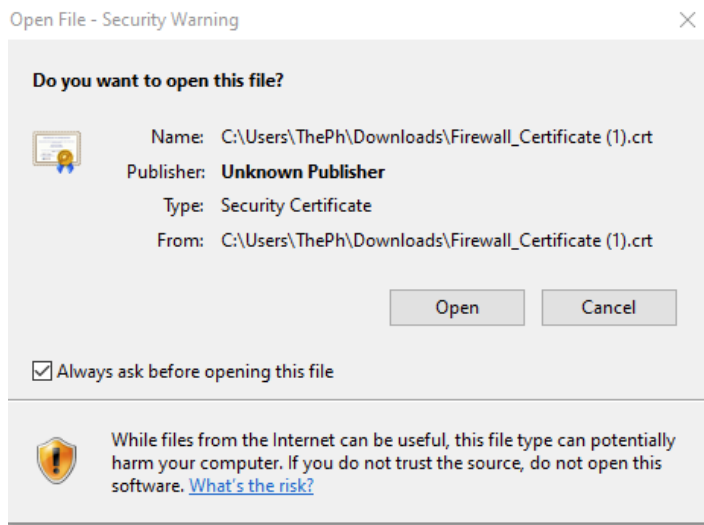 Open File - Security Warning
Do you want to open this file?
Name: C:\Users\ThePh\Downloads\Firewall_Certificate (1).crt
Publisher: Unknown Publisher
Type: Security Certificate
From: C:\Users\ThePh\Downloads\Firewall_Certificate (1).crt
Open Cancel
Always ask before opening this file
While files from the Internet can be useful, this file type can potentially
harm your computer. If you do not trust the source, do not open this
software. What's the risk?